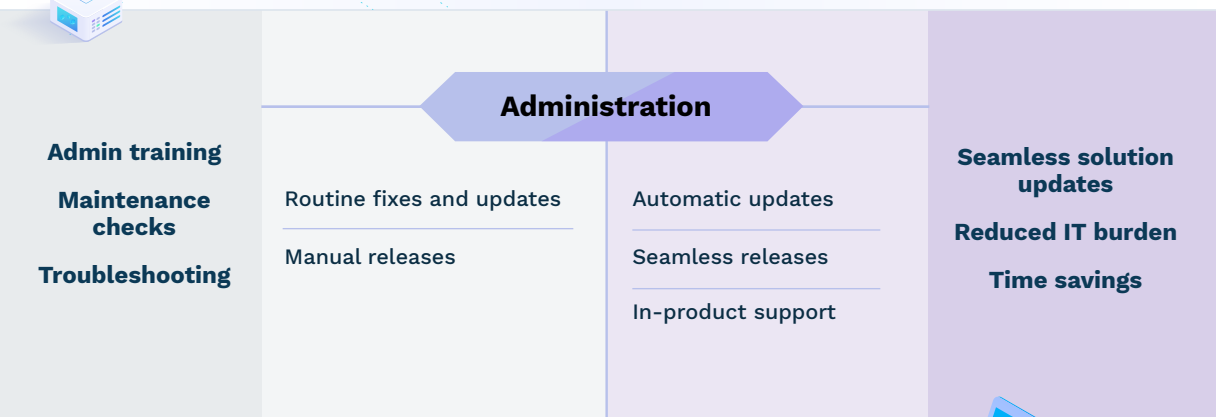 Administration
Admin training
Maintenance
checks
Troubleshooting
Routine fixes and updates
Manual releases
Automatic updates
Seamless releases
In-product support
Seamless solution
updates
Reduced IT burden
Time savings